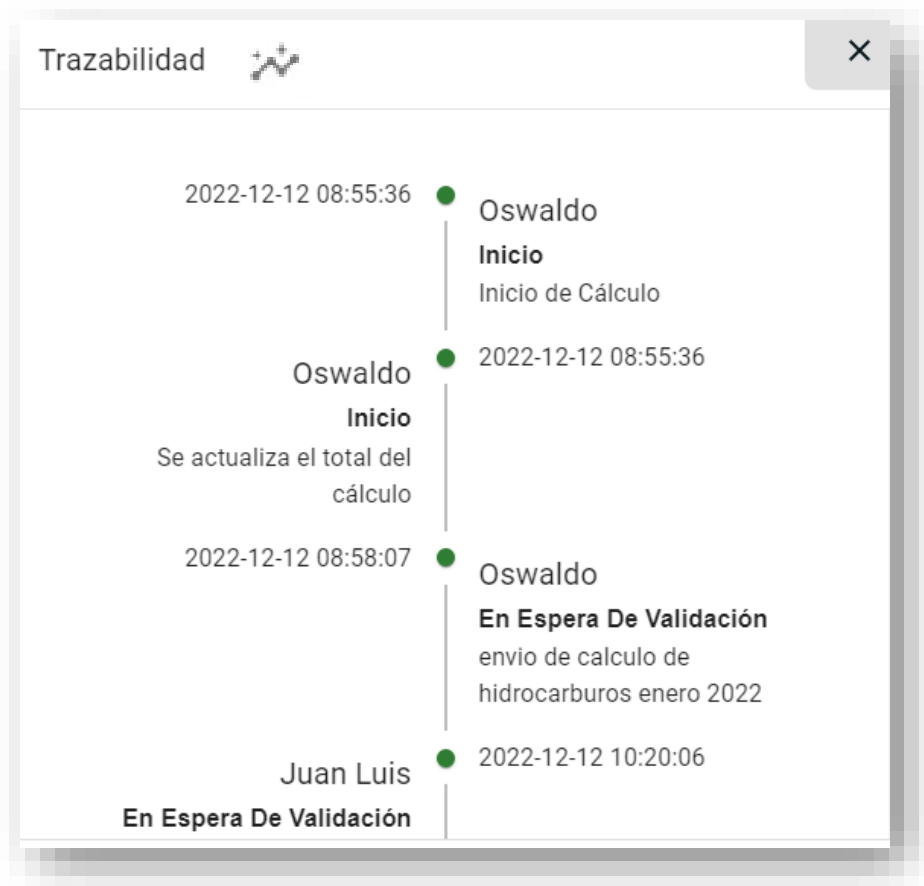 Trazabilidad
2022-12-12 08:55:36
Oswaldo
Inicio
Inicio de Cálculo
2022-12-12 08:55:36
Oswaldo
Inicio
Se actualiza el total del
cálculo
2022-12-12 08:58:07
Oswaldo
En Espera De Validación
envio de calculo de
hidrocarburos enero 2022
2022-12-12 10:20:06
Juan Luis
En Espera De Validación